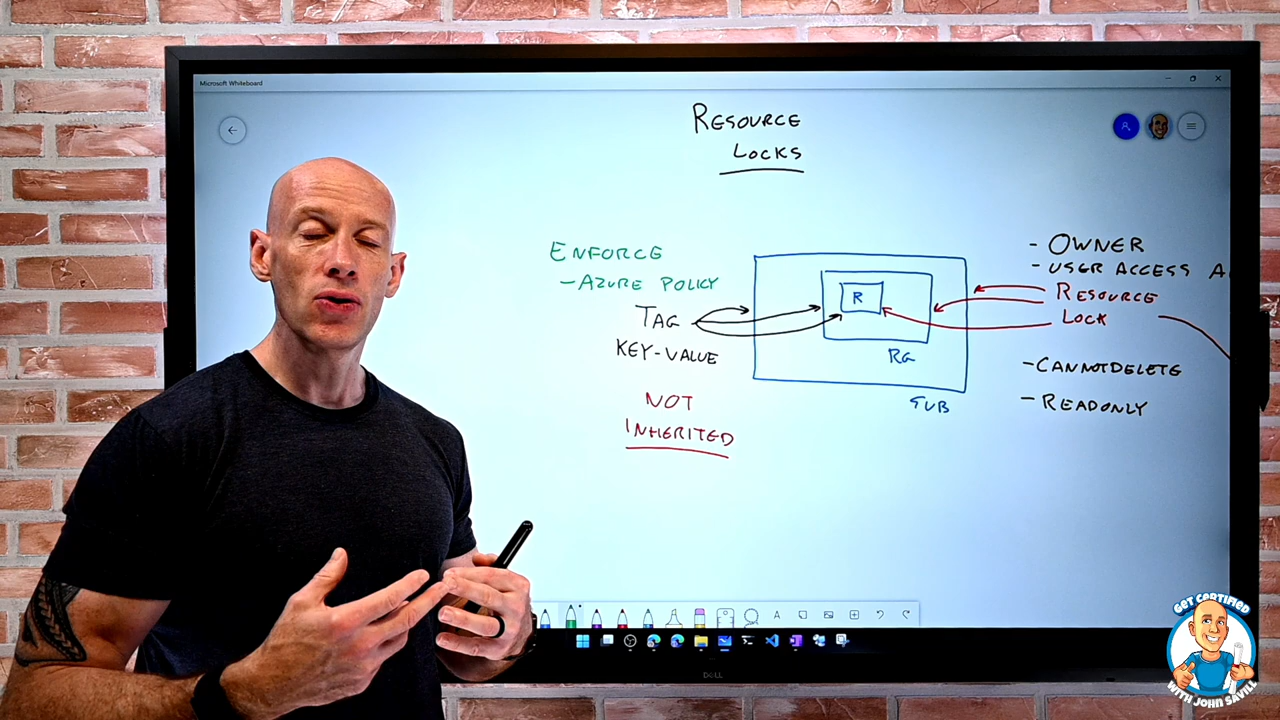 Microsoft Whiteboard
RESOURCE
LOCKS
ENFORCE
- AZURE POLICY
TAG
KEY-VALUE
NOT
INHERITED
R
RG
SUB
- OWNER
- USER ACCESS A
RESOURCE
LOCK
- CANNOTDELETE
- READONLY
DELL
GET CERTIFIED
WITH JOHN SAVILL